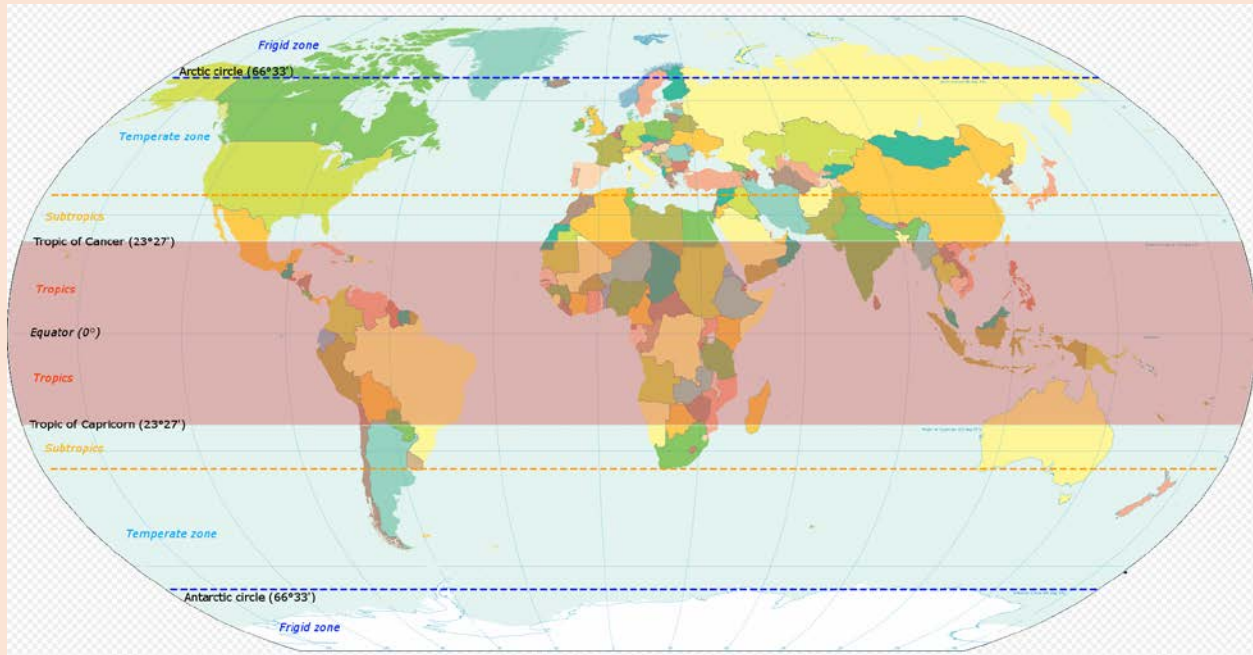 Frigid zone
Arctic circle (66°33')
Temperate zone
Subtropics
Tropic of Cancer (23°27')
Tropics
Equator (0°)
Tropics
Tropic of Capricorn (23°27')
Subtropics
Temperate zone
Antarctic circle (66°33')
Frigid zone